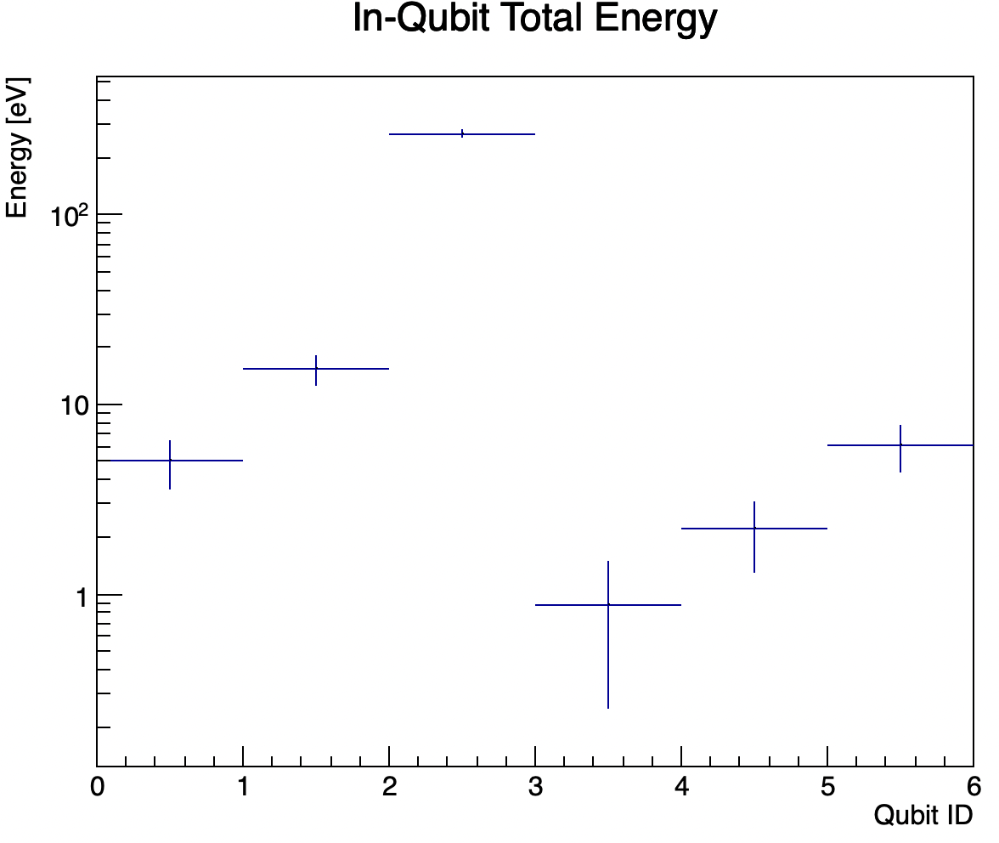 In-Qubit Total Energy
Energy [eV]
10²
10
1
0 1 2 3 4 5 6
Qubit ID